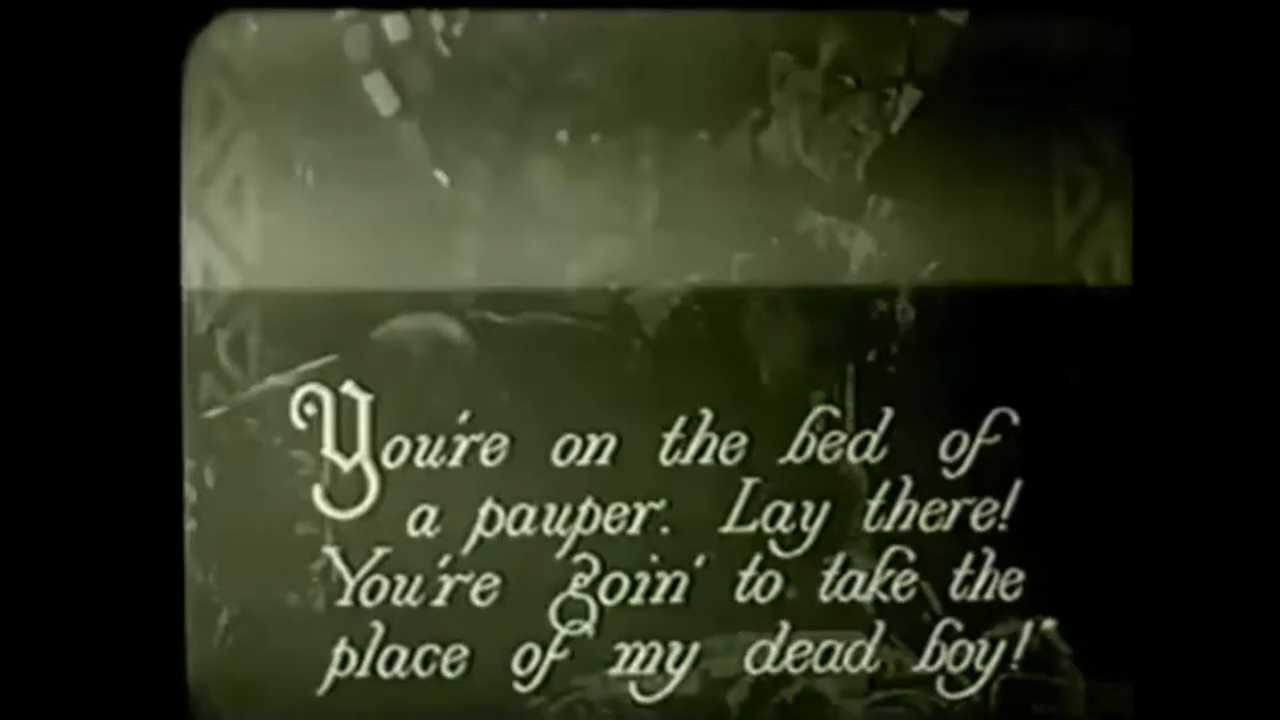 You're on the bed of
a pauper. Lay there!
You're goin' to take the
place of my dead boy!"